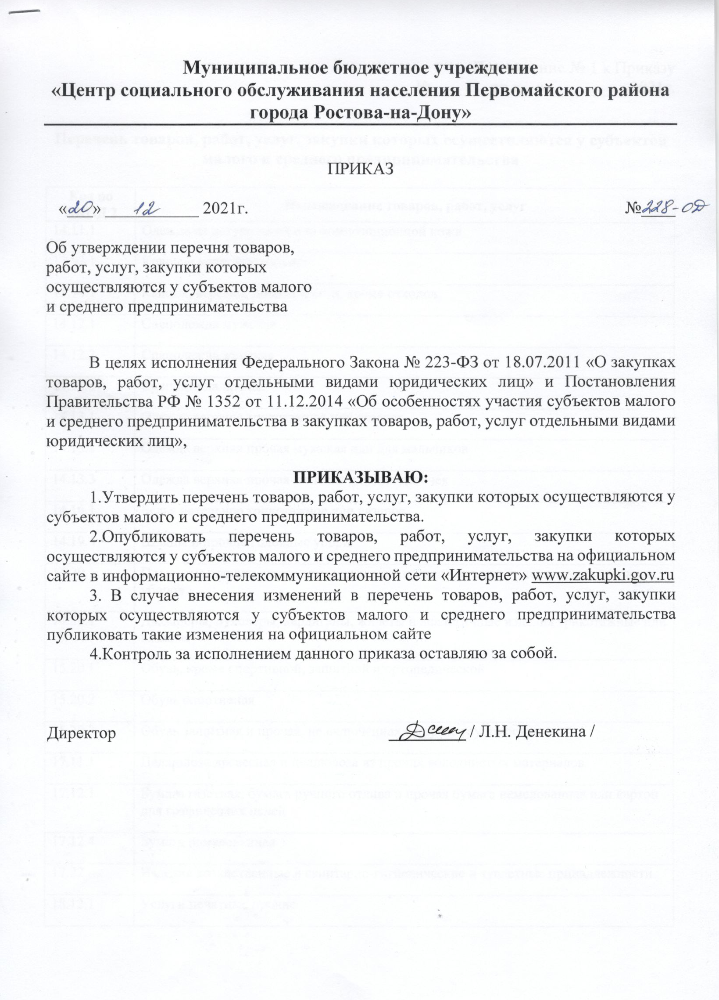 Муниципальное бюджетное учреждение
«Центр социального обслуживания населения Первомайского района
города Ростова-на-Дону»
ПРИКАЗ
«20» 12 2021г. №228-ОД
Об утверждении перечня товаров,
работ, услуг, закупки которых
осуществляются у субъектов малого
и среднего предпринимательства
В целях исполнения Федерального Закона № 223-ФЗ от 18.07.2011 «О закупках
товаров, работ, услуг отдельными видами юридических лиц» и Постановления
Правительства РФ № 1352 от 11.12.2014 «Об особенностях участия субъектов малого
и среднего предпринимательства в закупках товаров, работ, услуг отдельными видами
юридических лиц»,
ПРИКАЗЫВАЮ:
1.Утвердить перечень товаров, работ, услуг, закупки которых осуществляются у
субъектов малого и среднего предпринимательства.
2.Опубликовать перечень товаров, работ, услуг, закупки которых
осуществляются у субъектов малого и среднего предпринимательства на официальном
сайте в информационно-телекоммуникационной сети «Интернет» www.zakupki.gov.ru
3. В случае внесения изменений в перечень товаров, работ, услуг, закупки
которых осуществляются у субъектов малого и среднего предпринимательства
публиковать такие изменения на официальном сайте
4.Контроль за исполнением данного приказа оставляю за собой.
Директор / Л.Н. Денекина /